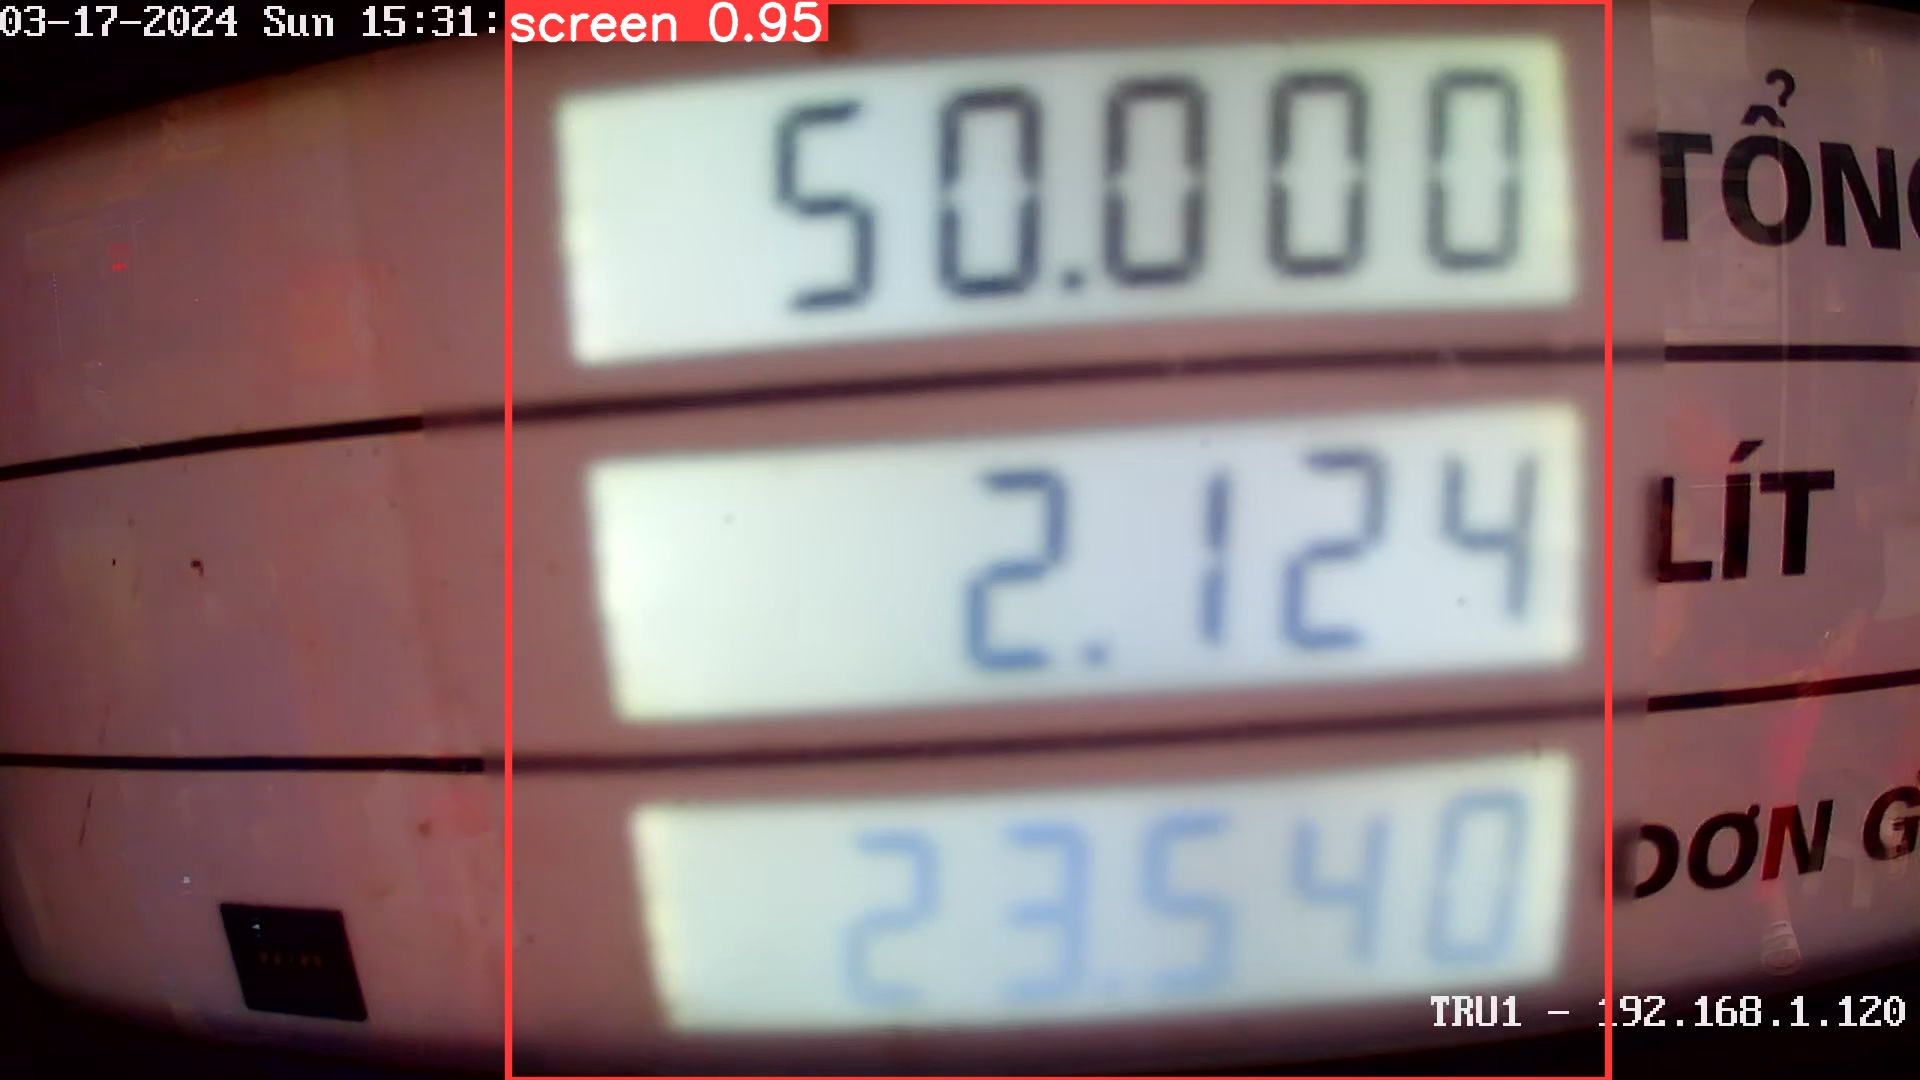 03-17-2024 Sun 15:31:
screen 0.95
50.000
TỔNG
2.124
LÍT
23.540
ĐƠN G
TRU1 - 192.168.1.120